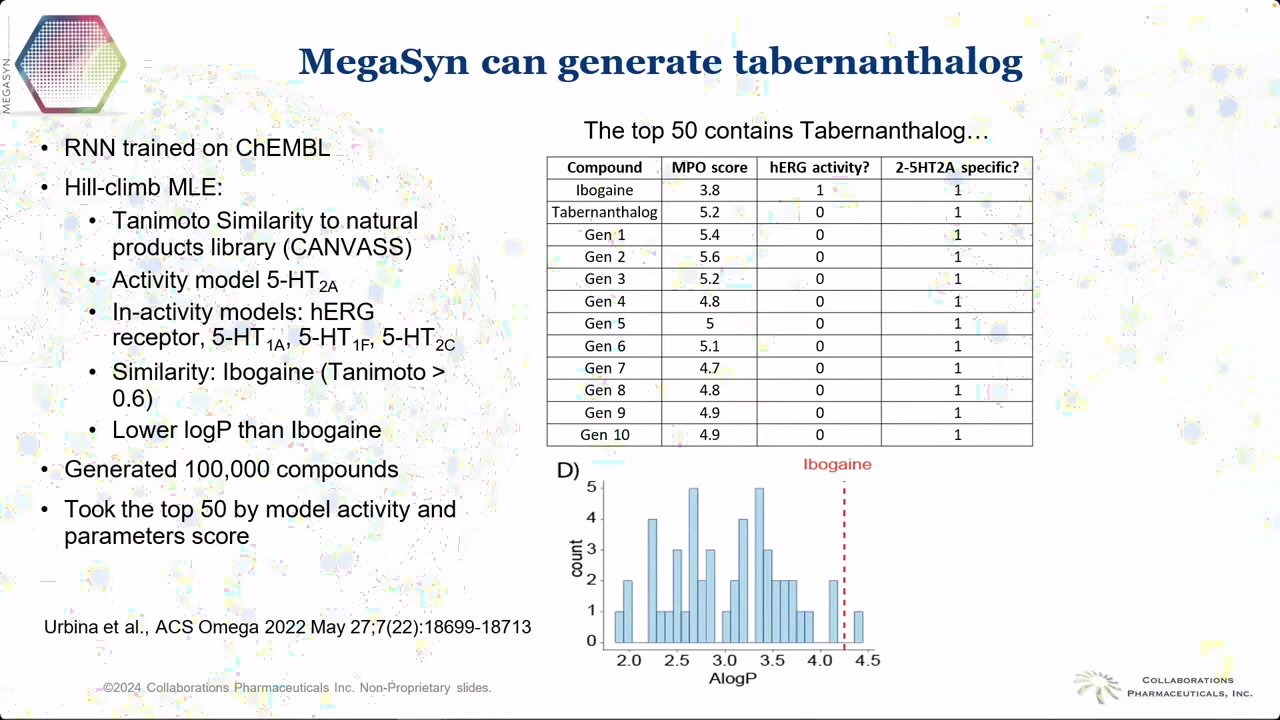 MEGASYN
MegaSyn can generate tabernanthalog
• RNN trained on ChEMBL
• Hill-climb MLE:
• Tanimoto Similarity to natural
products library (CANVASS)
• Activity model 5-HT2A
• In-activity models: hERG
receptor, 5-HT1A, 5-HT1F, 5-HT2C
• Similarity: Ibogaine (Tanimoto >
0.6)
• Lower logP than Ibogaine
• Generated 100,000 compounds
• Took the top 50 by model activity and
parameters score
Urbina et al., ACS Omega 2022 May 27;7(22):18699-18713
The top 50 contains Tabernanthalog…
Compound MPO score hERG activity? 2-5HT2A specific?
Ibogaine 3.8 1 1
Tabernanthalog 5.2 0 1
Gen 1 5.4 0 1
Gen 2 5.6 0 1
Gen 3 5.2 0 1
Gen 4 4.8 0 1
Gen 5 5 0 1
Gen 6 5.1 0 1
Gen 7 4.7 0 1
Gen 8 4.8 0 1
Gen 9 4.9 0 1
Gen 10 4.9 0 1
D)
Ibogaine
5
4
3
2
1
0
count
2.0 2.5 3.0 3.5 4.0 4.5
AlogP
©2024 Collaborations Pharmaceuticals Inc. Non-Proprietary slides.
COLLABORATIONS
PHARMACEUTICALS, INC.